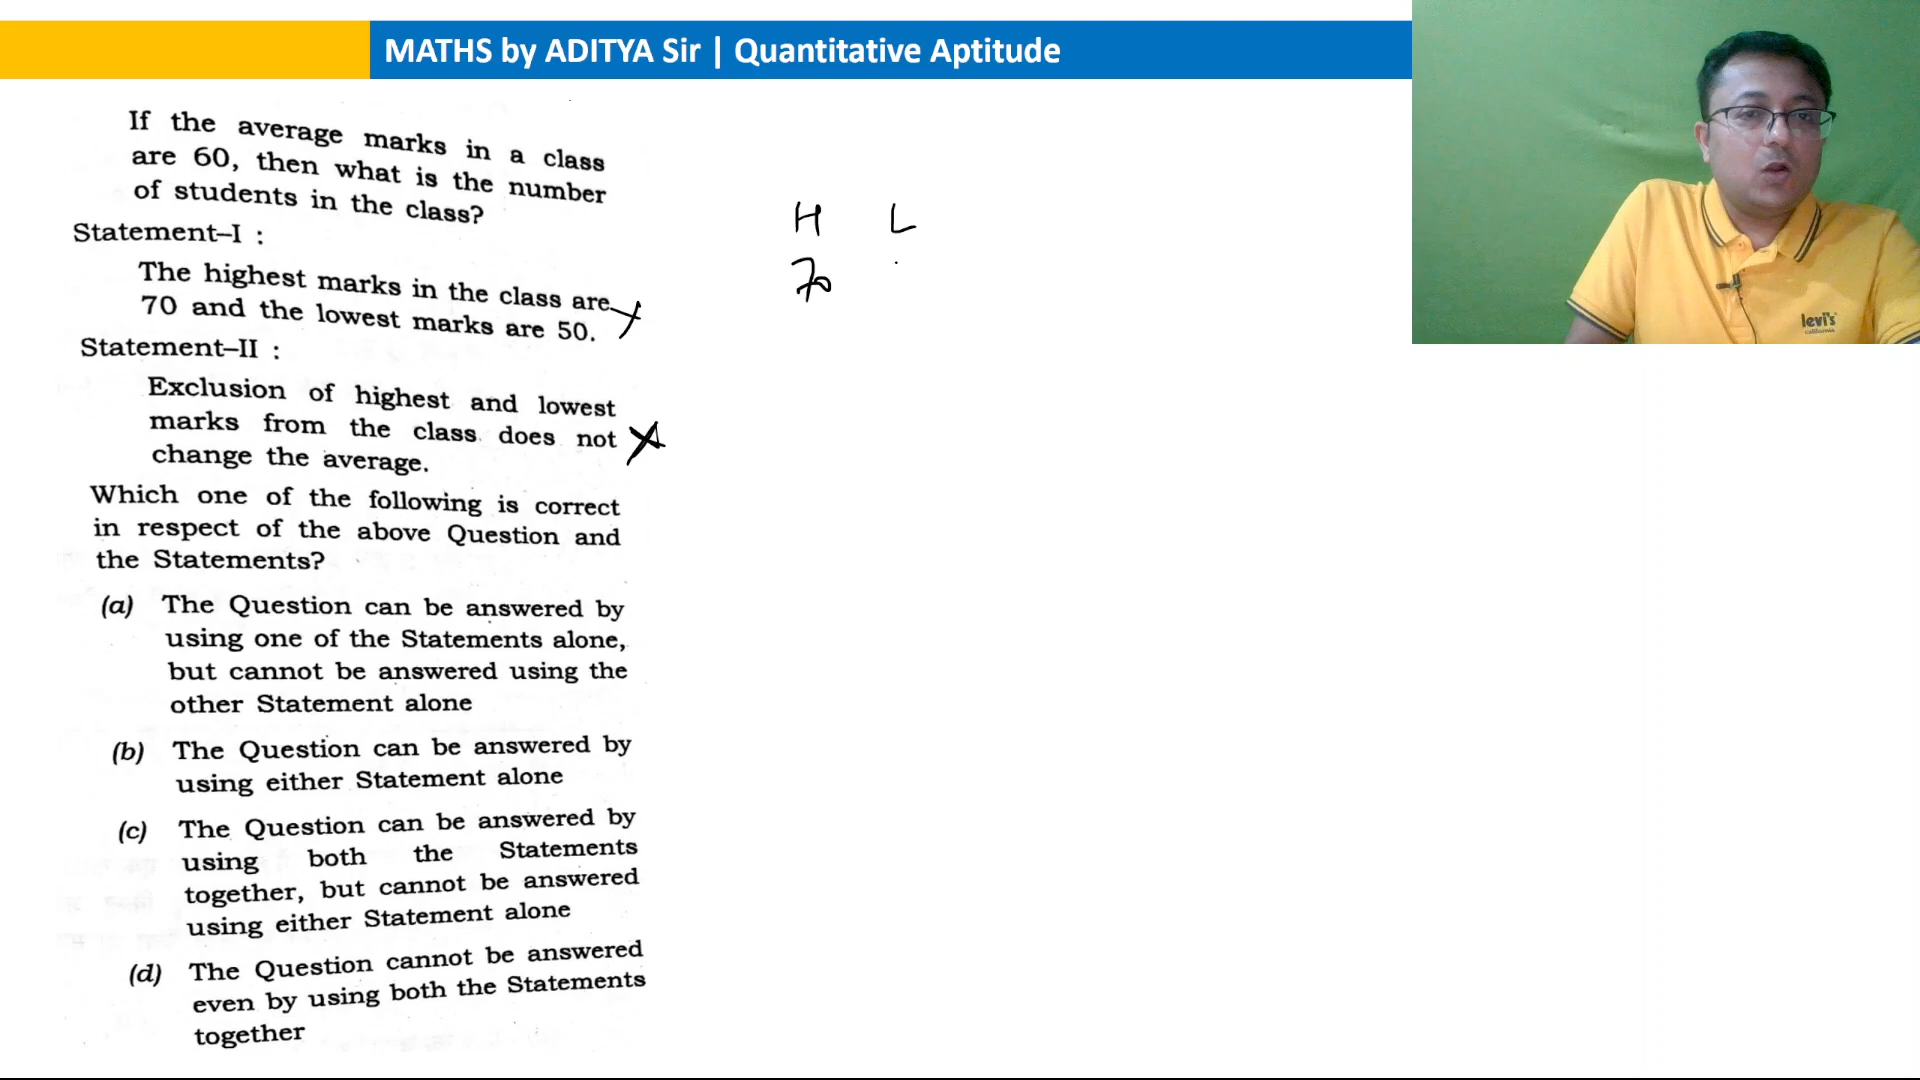 MATHS by ADITYA Sir | Quantitative Aptitude
If the average marks in a class
are 60, then what is the number
of students in the class?
Statement–I :
The highest marks in the class are
70 and the lowest marks are 50.
Statement–II :
Exclusion of highest and lowest
marks from the class does not
change the average.
Which one of the following is correct
in respect of the above Question and
the Statements?
(a) The Question can be answered by
using one of the Statements alone,
but cannot be answered using the
other Statement alone
(b) The Question can be answered by
using either Statement alone
(c) The Question can be answered by
using both the Statements
together, but cannot be answered
using either Statement alone
(d) The Question cannot be answered
even by using both the Statements
together
H L
70
levi's
california